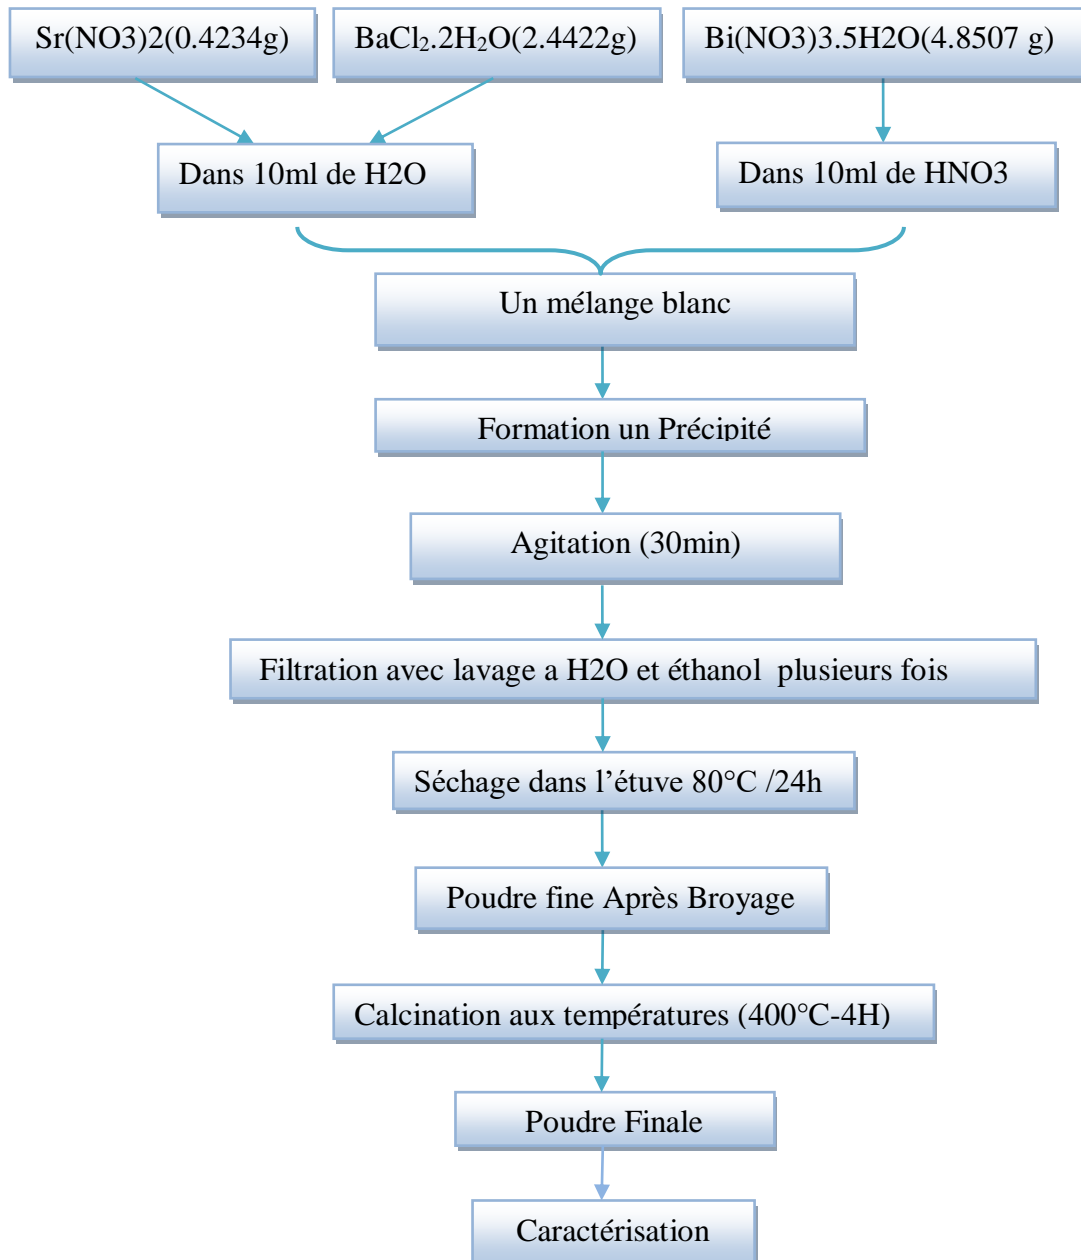 Sr(NO3)2(0.4234g)
BaCl₂.2H₂O(2.4422g)
Bi(NO3)3.5H2O(4.8507 g)
Dans 10ml de H2O
Dans 10ml de HNO3
Un mélange blanc
Formation un Précipité
Agitation (30min)
Filtration avec lavage a H2O et éthanol plusieurs fois
Séchage dans l’étuve 80°C /24h
Poudre fine Après Broyage
Calcination aux températures (400°C-4H)
Poudre Finale
Caractérisation